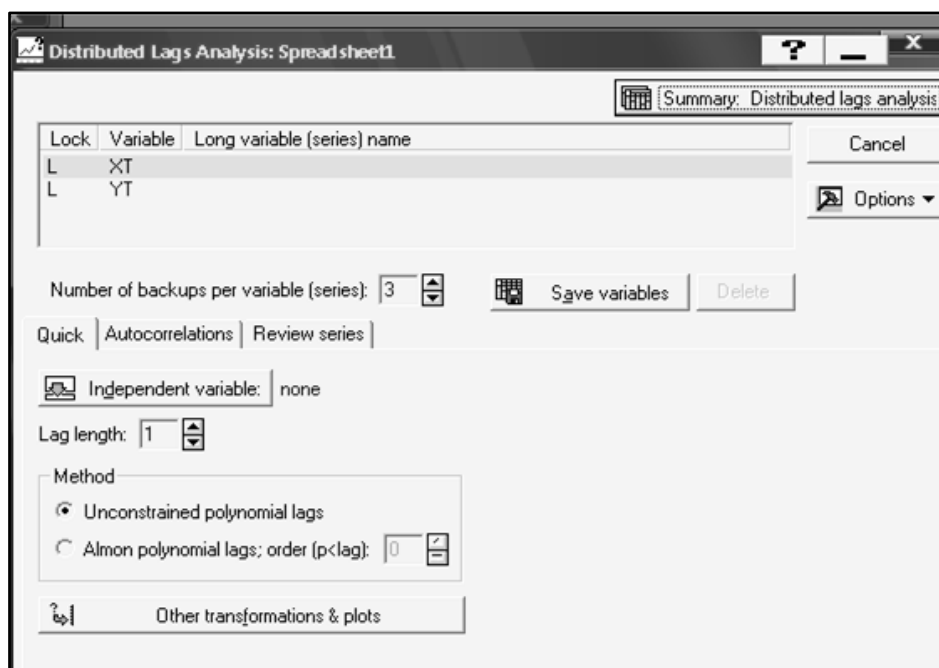 Distributed Lags Analysis: Spreadsheet1
? _ X
Summary: Distributed lags analysis
Lock Variable Long variable (series) name
L XT
L YT
Cancel
Options
Number of backups per variable (series): 3
Save variables
Delete
Quick Autocorrelations Review series
Independent variable: none
Lag length: 1
Method
Unconstrained polynomial lags
Almon polynomial lags; order (p<lag): 0
Other transformations & plots